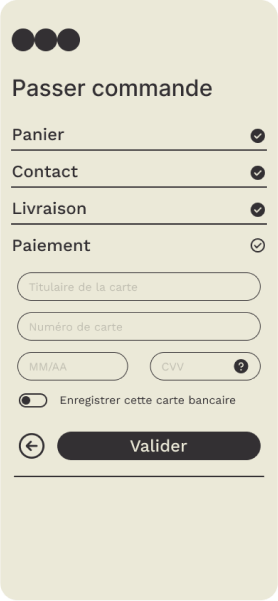 Passer commande
Panier
Contact
Livraison
Paiement
Titulaire de la carte
Numéro de carte
MM/AA
CVV ?
Enregistrer cette carte bancaire
Valider